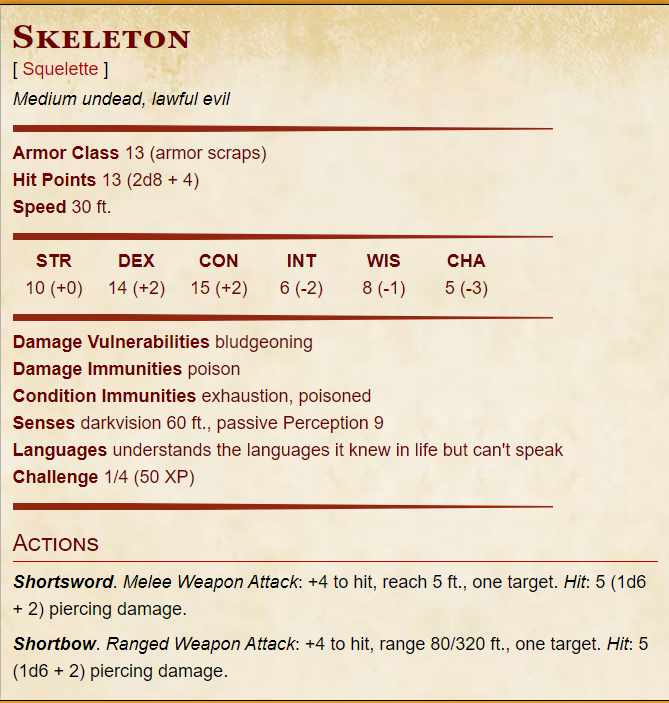 Skeleton
[ Squelette ]
Medium undead, lawful evil
Armor Class 13 (armor scraps)
Hit Points 13 (2d8 + 4)
Speed 30 ft.
STR DEX CON INT WIS CHA
10 (+0) 14 (+2) 15 (+2) 6 (-2) 8 (-1) 5 (-3)
Damage Vulnerabilities bludgeoning
Damage Immunities poison
Condition Immunities exhaustion, poisoned
Senses darkvision 60 ft., passive Perception 9
Languages understands the languages it knew in life but can't speak
Challenge 1/4 (50 XP)
Actions
Shortsword. Melee Weapon Attack: +4 to hit, reach 5 ft., one target. Hit: 5 (1d6
+ 2) piercing damage.
Shortbow. Ranged Weapon Attack: +4 to hit, range 80/320 ft., one target. Hit: 5
(1d6 + 2) piercing damage.